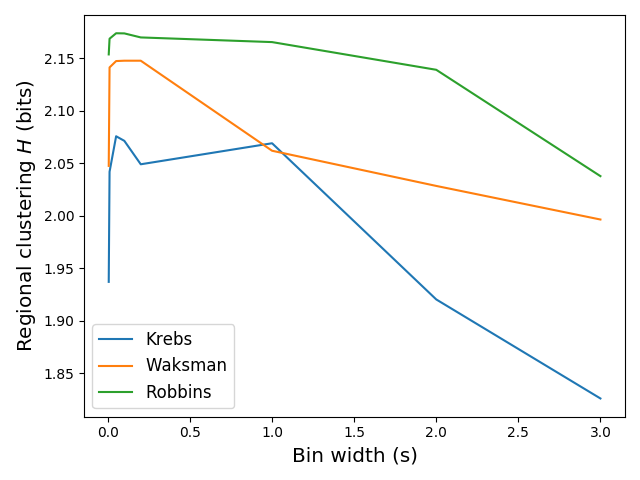 2.15
2.10
2.05
2.00
1.95
1.90
1.85
Regional clustering H (bits)
Krebs
Waksman
Robbins
0.0 0.5 1.0 1.5 2.0 2.5 3.0
Bin width (s)